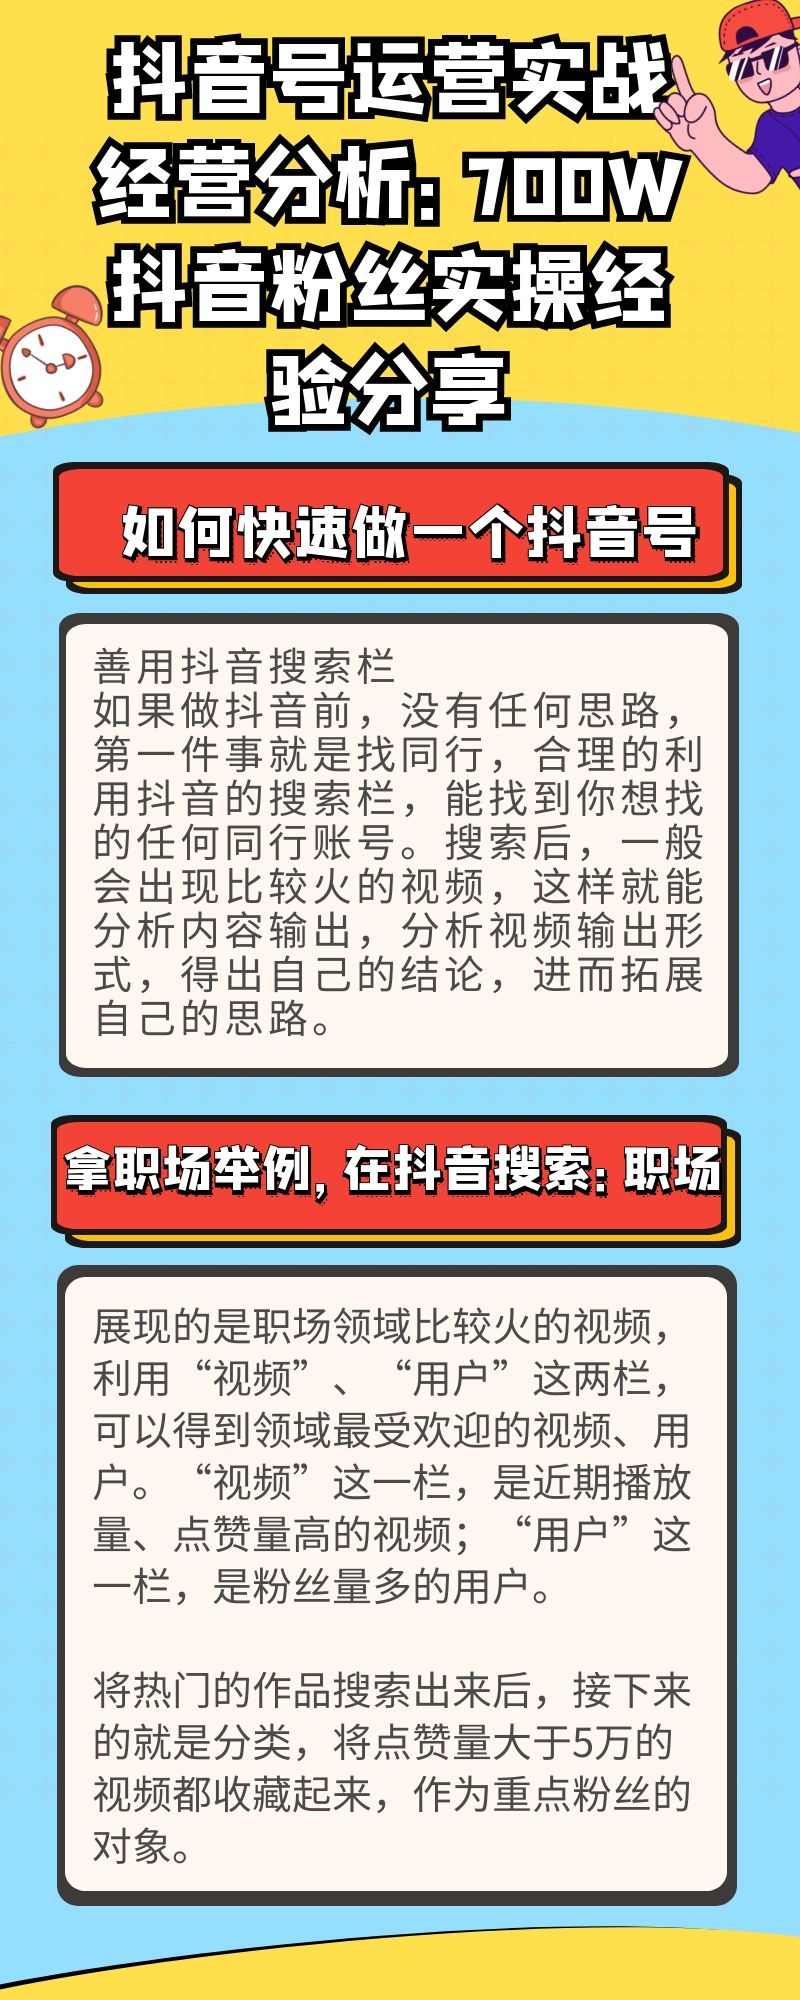 抖音号运营实战
经营分析：700W
抖音粉丝实操经
验分享
如何快速做一个抖音号
善用抖音搜索栏
如果做抖音前，没有任何思路，
第一件事就是找同行，合理的利
用抖音的搜索栏，能找到你想找
的任何同行账号。搜索后，一般
会出现比较火的视频，这样就能
分析内容输出，分析视频输出形
式，得出自己的结论，进而拓展
自己的思路。
拿职场举例，在抖音搜索：职场
展现的是职场领域比较火的视频，
利用“视频”、“用户”这两栏，
可以得到领域最受欢迎的视频、用
户。“视频”这一栏，是近期播放
量、点赞量高的视频；“用户”这
一栏，是粉丝量多的用户。
将热门的作品搜索出来后，接下来
的就是分类，将点赞量大于5万的
视频都收藏起来，作为重点粉丝的
对象。